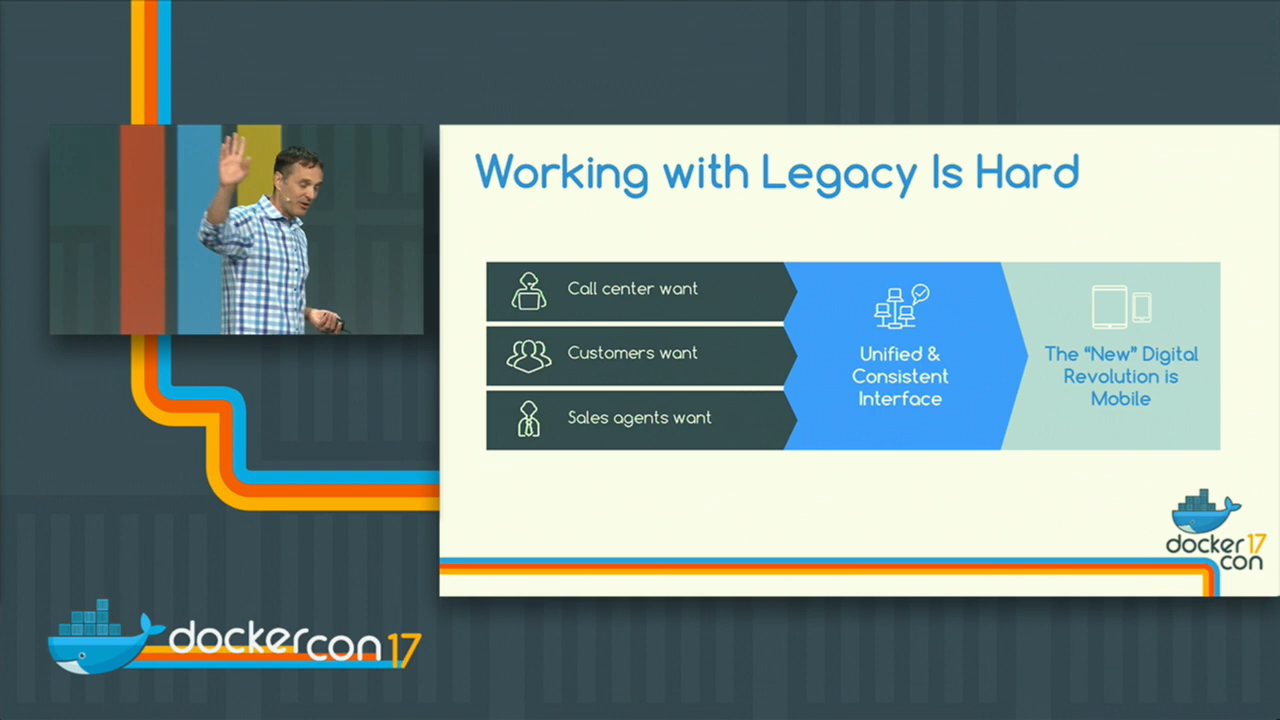 Working with Legacy Is Hard
Call center want
Customers want
Sales agents want
Unified &
Consistent
Interface
The “New” Digital
Revolution is
Mobile
docker 17
con
dockercon 17